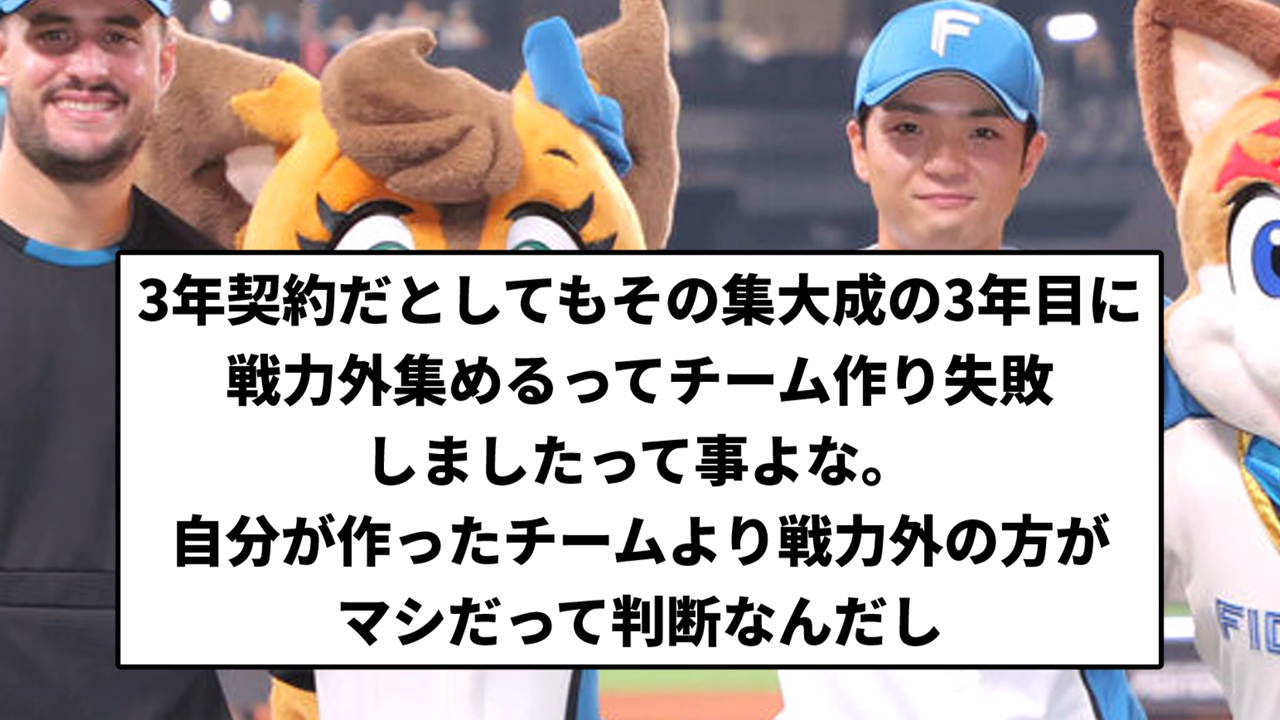 F
3年契約だとしてもその集大成の3年目に
戦力外集めるってチーム作り失敗
しましたって事よな。
自分が作ったチームより戦力外の方が
マシだって判断なんだし